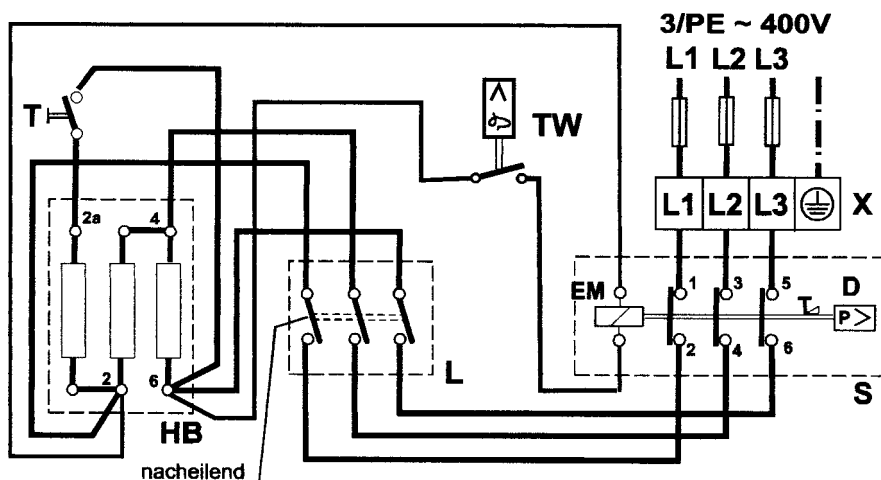 3/PE ~ 400V
L1 L2 L3
T
TW
2a
4
L1 L2 L3
X
EM
1
3
5
D
P>
2
4
6
2
6
L
S
HB
nacheilend